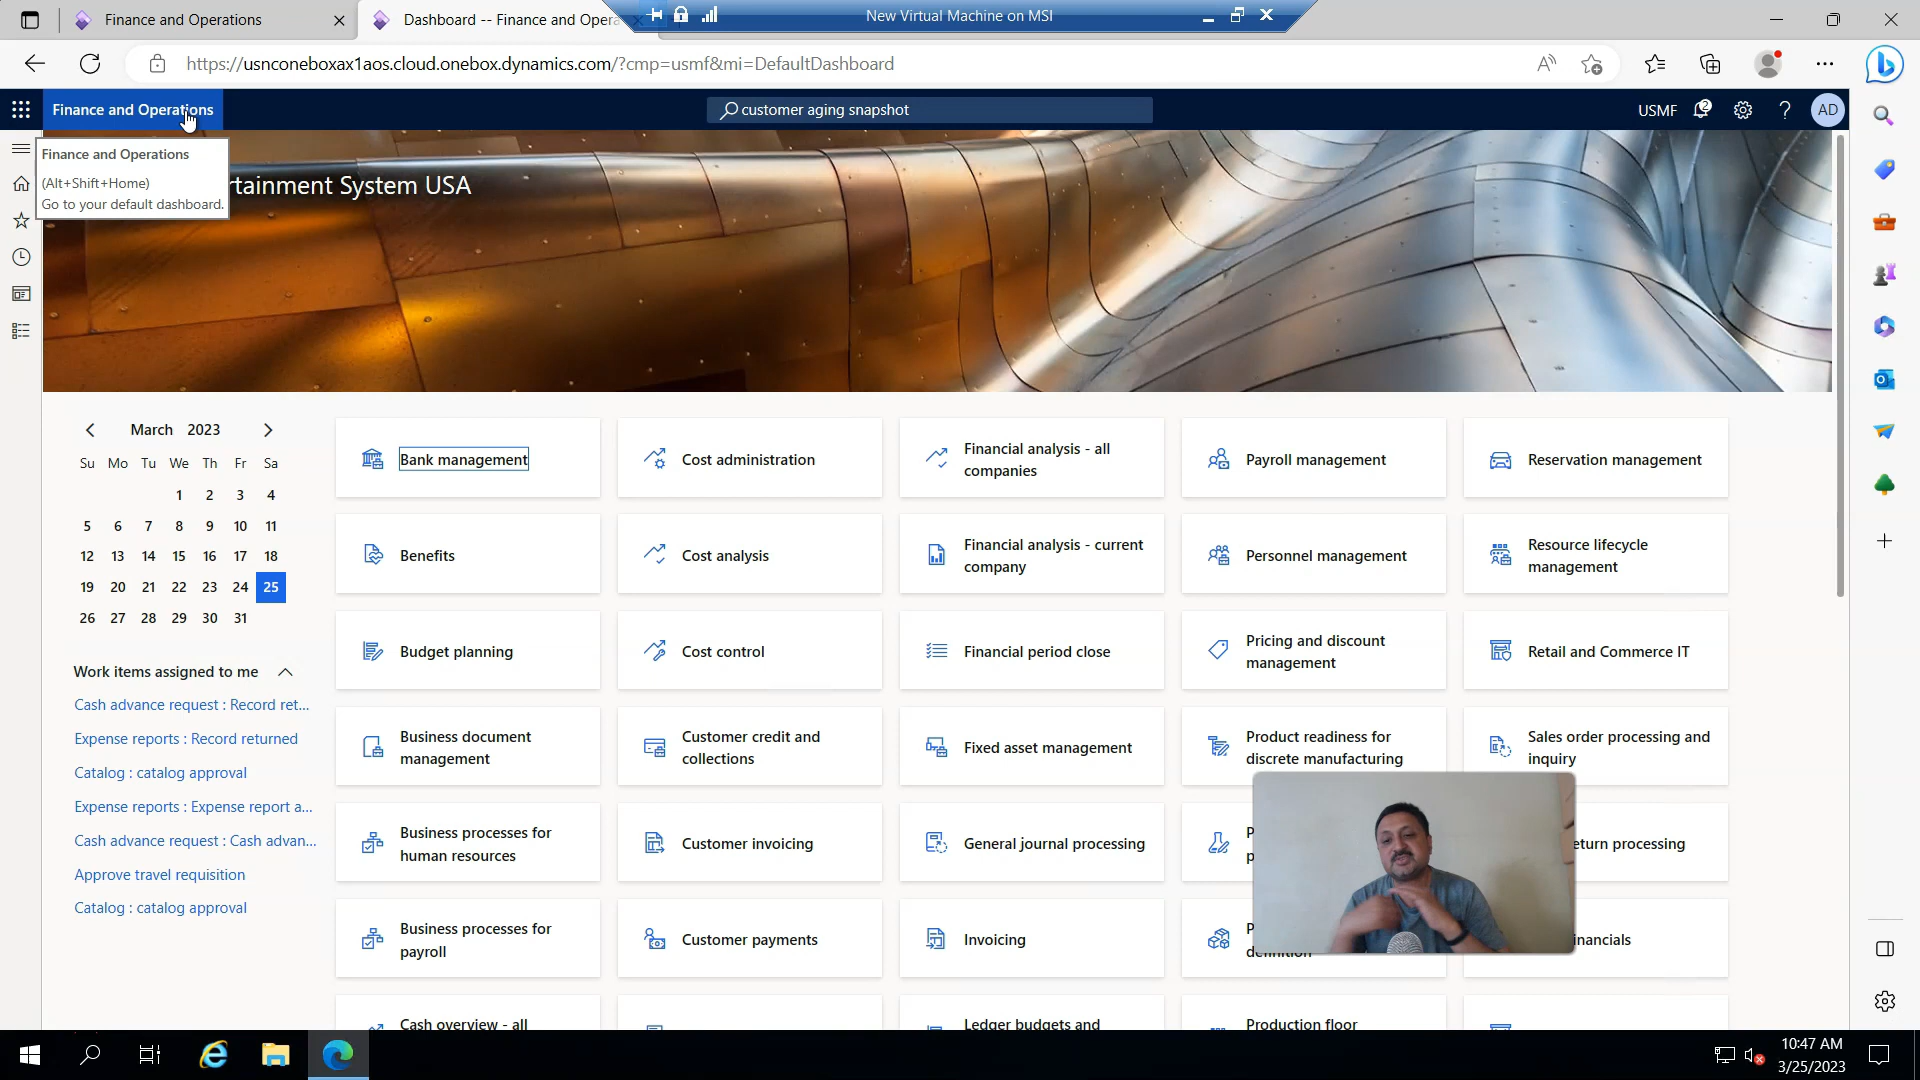 Finance and Operations
Dashboard -- Finance and Opera
New Virtual Machine on MSI
https://usnconeboxax1aos.cloud.onebox.dynamics.com/?cmp=usmf&mi=DefaultDashboard
Finance and Operations
customer aging snapshot
USMF
2
AD
Finance and Operations
(Alt+Shift+Home)
Go to your default dashboard.
rtainment System USA
March 2023
Su Mo Tu We Th Fr Sa
1 2 3 4
5 6 7 8 9 10 11
12 13 14 15 16 17 18
19 20 21 22 23 24 25
26 27 28 29 30 31
Work items assigned to me
Cash advance request : Record ret...
Expense reports : Record returned
Catalog : catalog approval
Expense reports : Expense report a...
Cash advance request : Cash advan...
Approve travel requisition
Catalog : catalog approval
Bank management
Cost administration
Financial analysis - all
companies
Payroll management
Reservation management
Benefits
Cost analysis
Financial analysis - current
company
Personnel management
Resource lifecycle
management
Budget planning
Cost control
Financial period close
Pricing and discount
management
Retail and Commerce IT
Business document
management
Customer credit and
collections
Fixed asset management
Product readiness for
discrete manufacturing
Sales order processing and
inquiry
Business processes for
human resources
Customer invoicing
General journal processing
P
p
eturn processing
Business processes for
payroll
Customer payments
Invoicing
P
definition
inancials
Cash overview - all
Ledger budgets and
Production floor
10:47 AM
3/25/2023